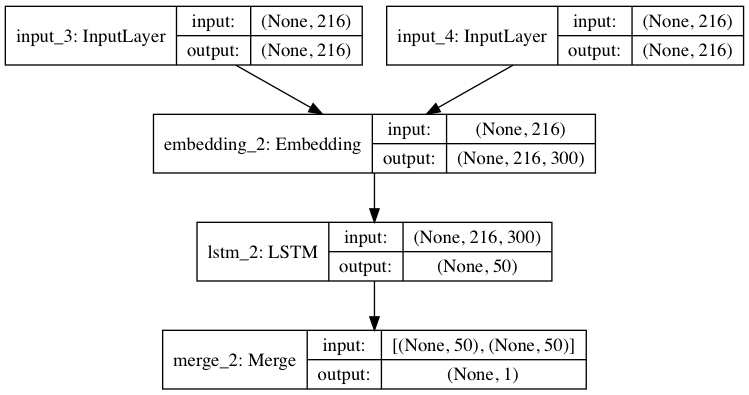 input_3: InputLayer input: (None, 216) input_4: InputLayer input: (None, 216)
output: (None, 216) output: (None, 216)
embedding_2: Embedding input: (None, 216)
output: (None, 216, 300)
lstm_2: LSTM input: (None, 216, 300)
output: (None, 50)
merge_2: Merge input: [(None, 50), (None, 50)]
output: (None, 1)